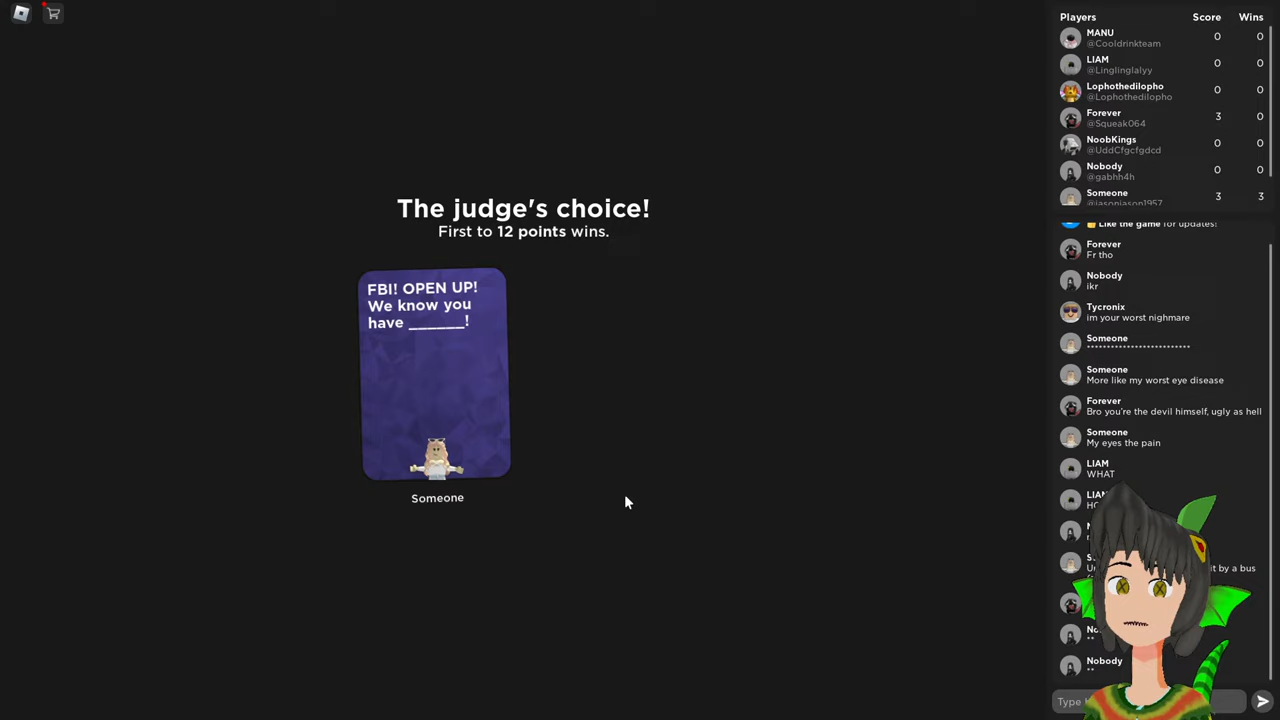 Players Score Wins
MANU 0 0
@Cooldrinkteam
LIAM 0 0
@Linglinglalyy
Lophothedilopho 0 0
@Lophothedilopho
Forever 3 0
@Squeak064
NoobKings 0 0
@UddCfgcfgdcd
Nobody 0 0
@gabhh4h
Someone 3 3
@jasonjason1957
Like the game for updates!
Forever
Fr tho
Nobody
ikr
Tycronix
im your worst nighmare
Someone
**************************
Someone
More like my worst eye disease
Forever
Bro you're the devil himself, ugly as hell
Someone
My eyes the pain
LIAM
WHAT
it by a bus
Nobody
**
The judge's choice!
First to 12 points wins.
FBI! OPEN UP!
We know you
have ______!
Someone